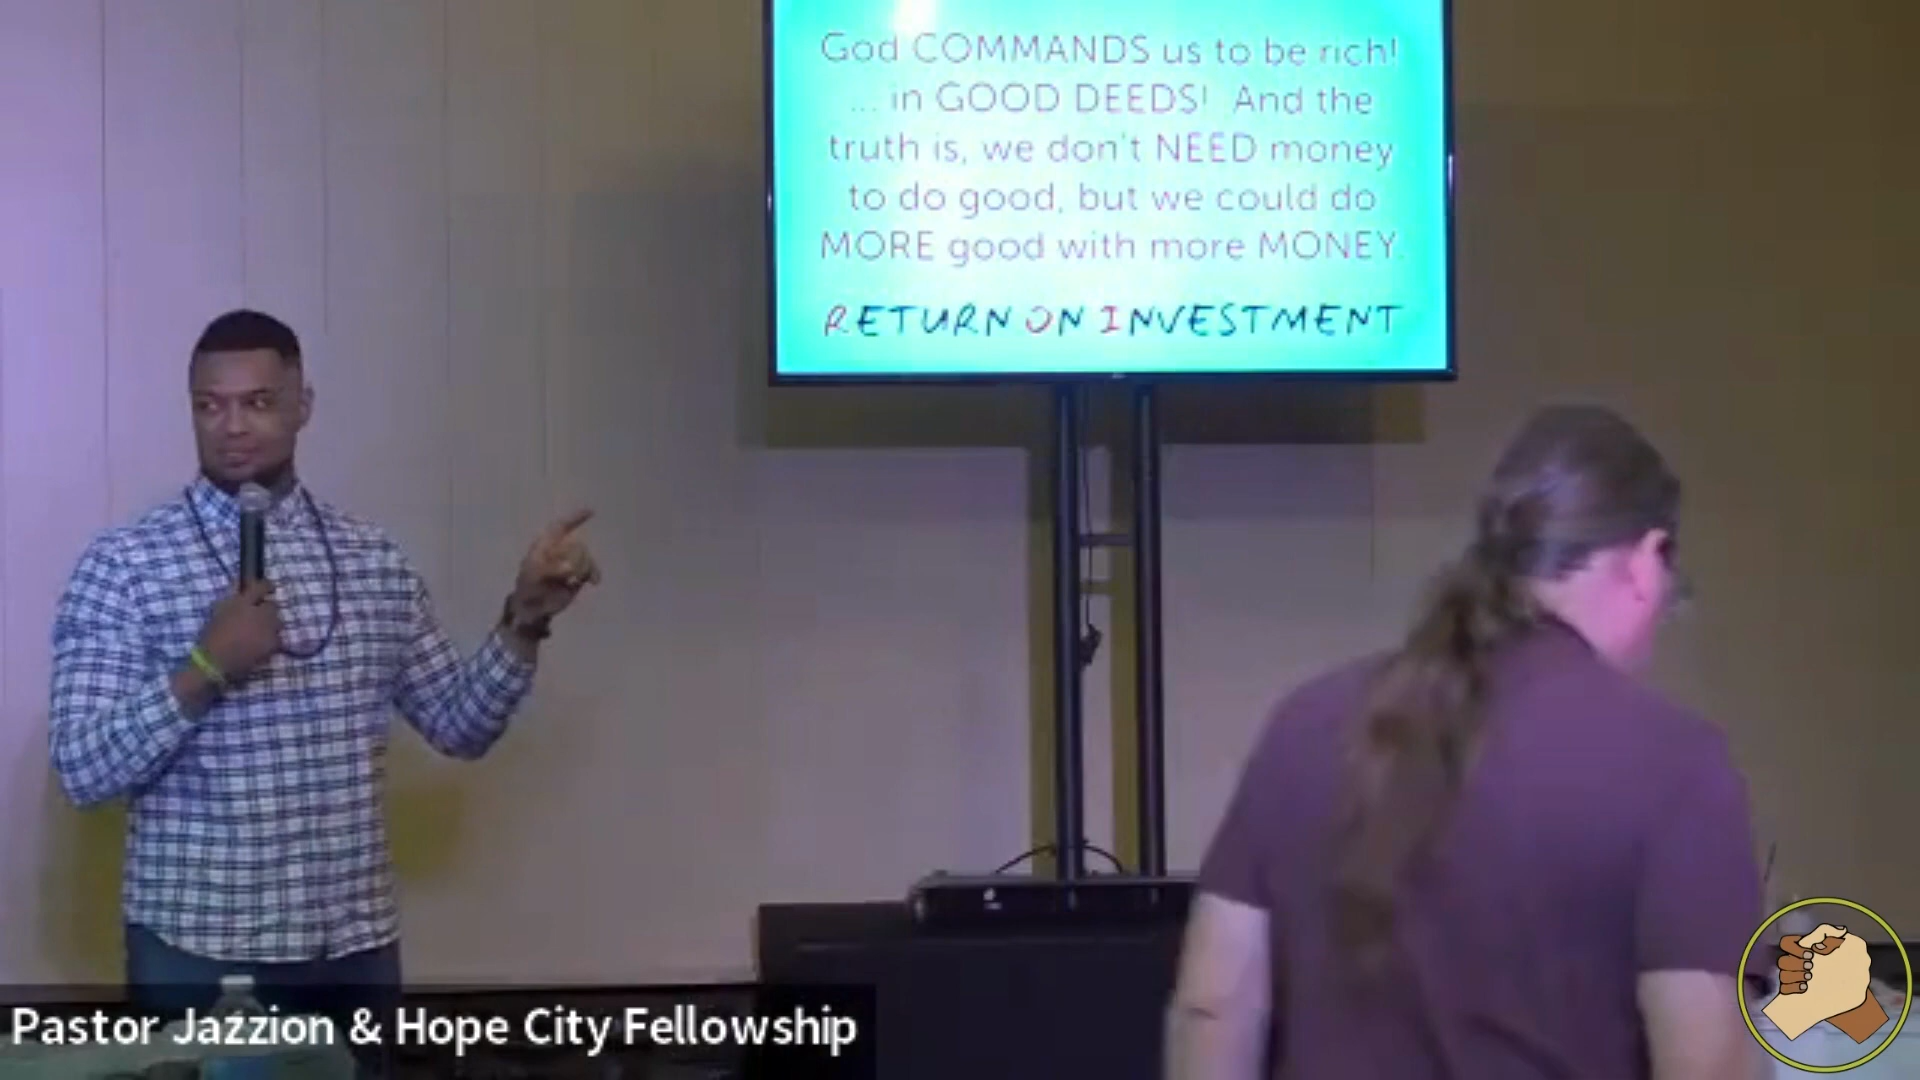 God COMMANDS us to be rich!
... in GOOD DEEDS! And the
truth is, we don't NEED money
to do good, but we could do
MORE good with more MONEY.
RETURN ON INVESTMENT
Pastor Jazzion & Hope City Fellowship